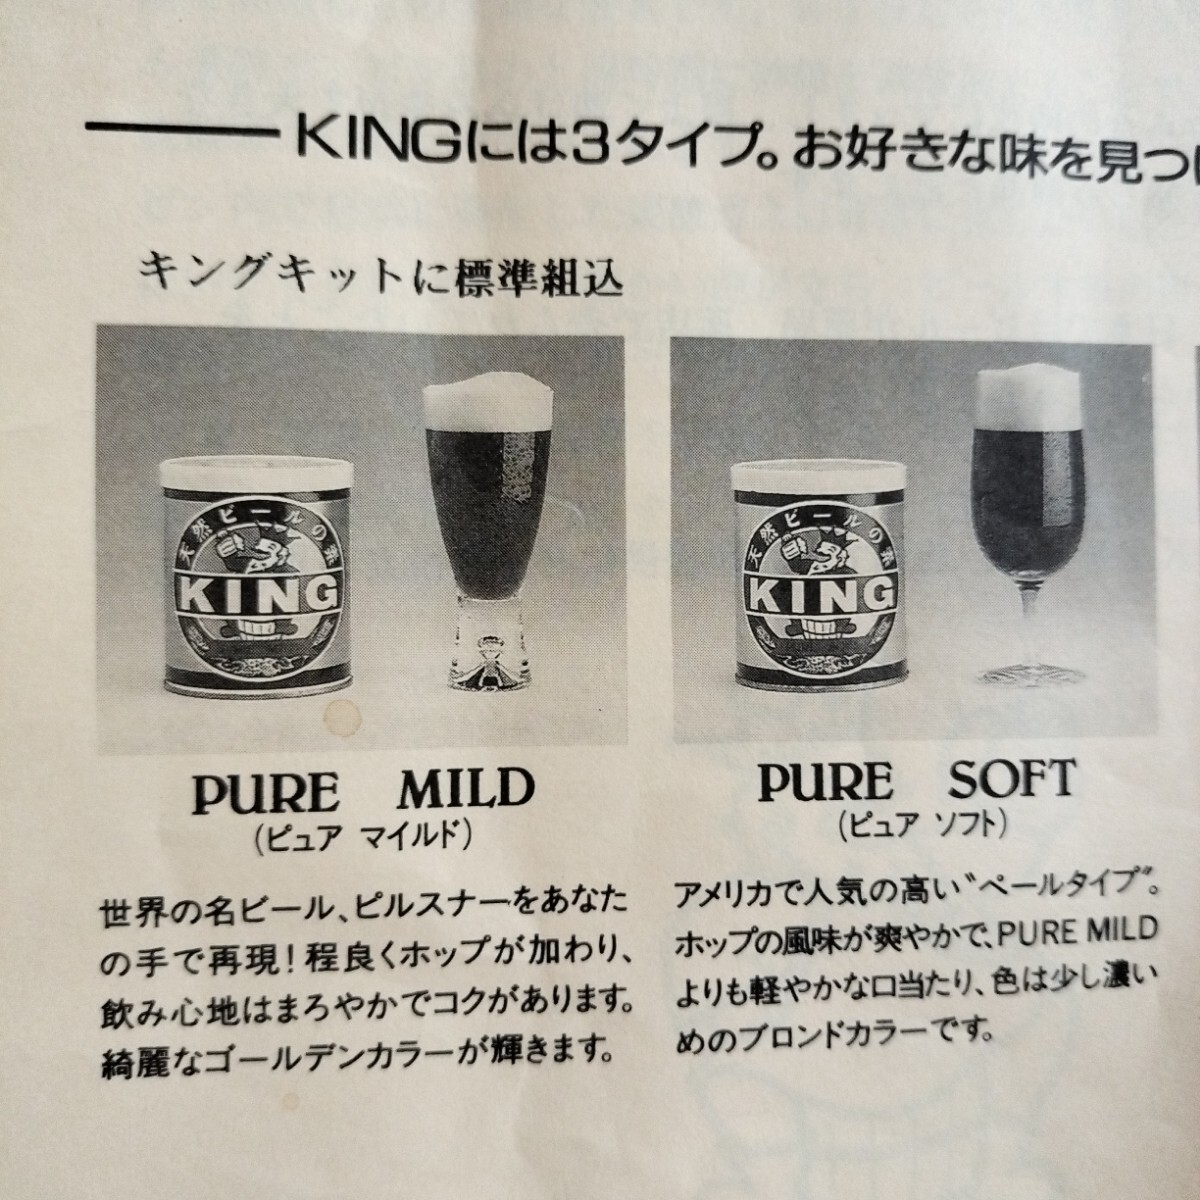 KINGには3タイプ。お好きな味を見つけ
キングキットに標準組込
天然ビールの素
KING
天然ビールの素
KING
PURE MILD
(ピュア マイルド)
世界の名ビール、ピルスナーをあなた
の手で再現!程良くホップが加わり、
飲み心地はまろやかでコクがあります。
綺麗なゴールデンカラーが輝きます。
PURE SOFT
(ピュア ソフト)
アメリカで人気の高い"ペールタイプ"。
ホップの風味が爽やかで、PURE MILD
よりも軽やかな口当たり、色は少し濃い
めのブロンドカラーです。